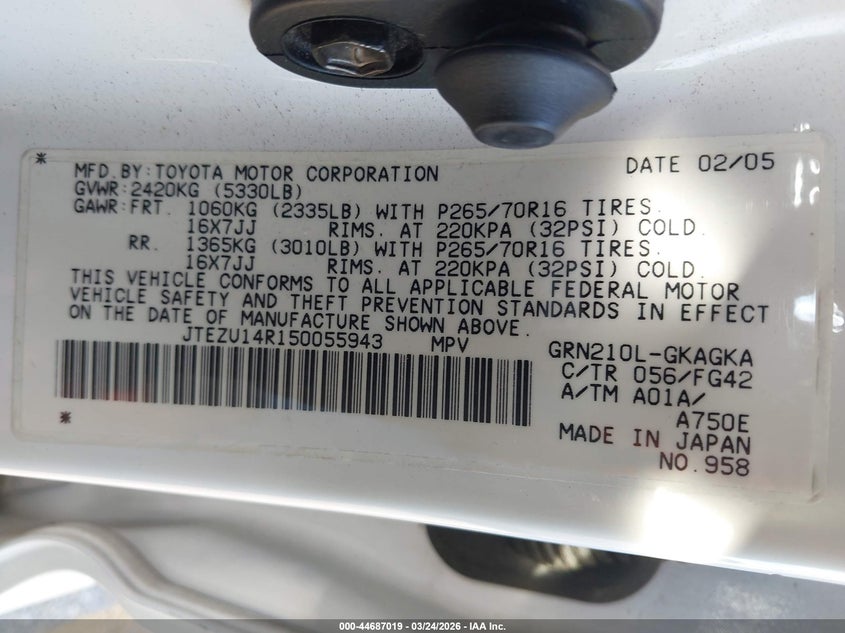 *
MFD.BY:TOYOTA MOTOR CORPORATION DATE 02/05
GVWR:2420KG (5330LB)
GAWR:FRT. 1060KG (2335LB) WITH P265/70R16 TIRES.
16X7JJ RIMS. AT 220KPA (32PSI) COLD.
RR. 1365KG (3010LB) WITH P265/70R16 TIRES.
16X7JJ RIMS. AT 220KPA (32PSI) COLD.
THIS VEHICLE CONFORMS TO ALL APPLICABLE FEDERAL MOTOR
VEHICLE SAFETY AND THEFT PREVENTION STANDARDS IN EFFECT
ON THE DATE OF MANUFACTURE SHOWN ABOVE.
JTEZU14R150055943 MPV GRN210L-GKAGKA
C/TR 056/FG42
A/TM A01A/
A750E
*
MADE IN JAPAN
NO.958
000-44687019 - 03/24/2026 - IAA Inc.